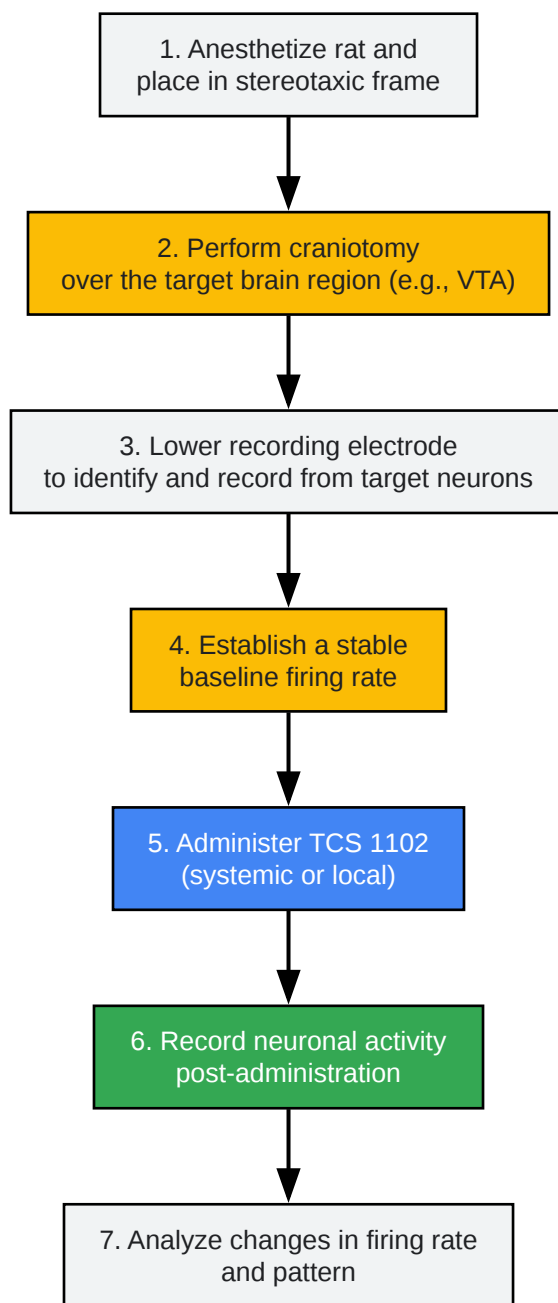 1. Anesthetize rat and
place in stereotaxic frame
2. Perform craniotomy
over the target brain region (e.g., VTA)
3. Lower recording electrode
to identify and record from target neurons
4. Establish a stable
baseline firing rate
5. Administer TCS 1102
(systemic or local)
6. Record neuronal activity
post-administration
7. Analyze changes in firing rate
and pattern